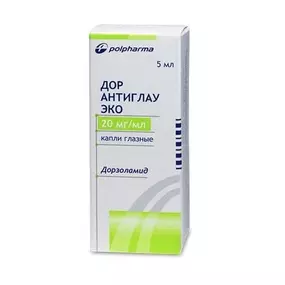 polpharma
5 мл
ДОР
АНТИГЛАУ
ЭКО
20 мг/мл
капли глазные
Дорзоламид